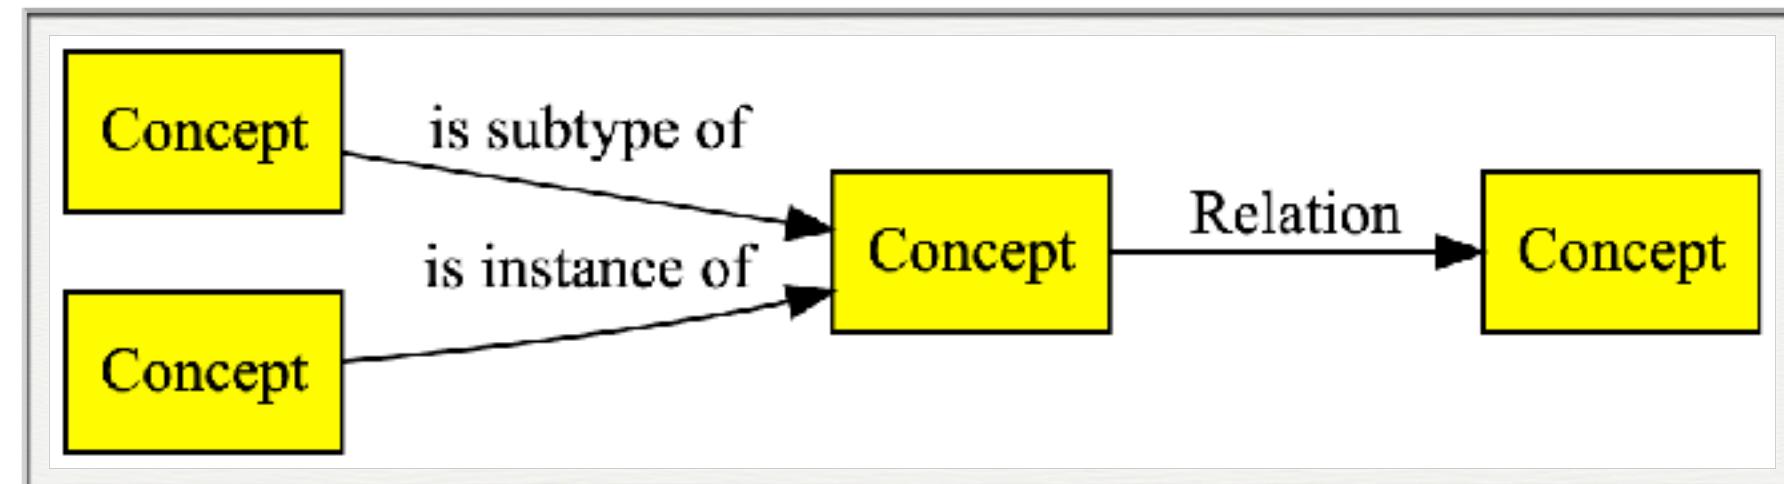 Concept
is subtype of
Concept
is instance of
Concept
Relation
Concept